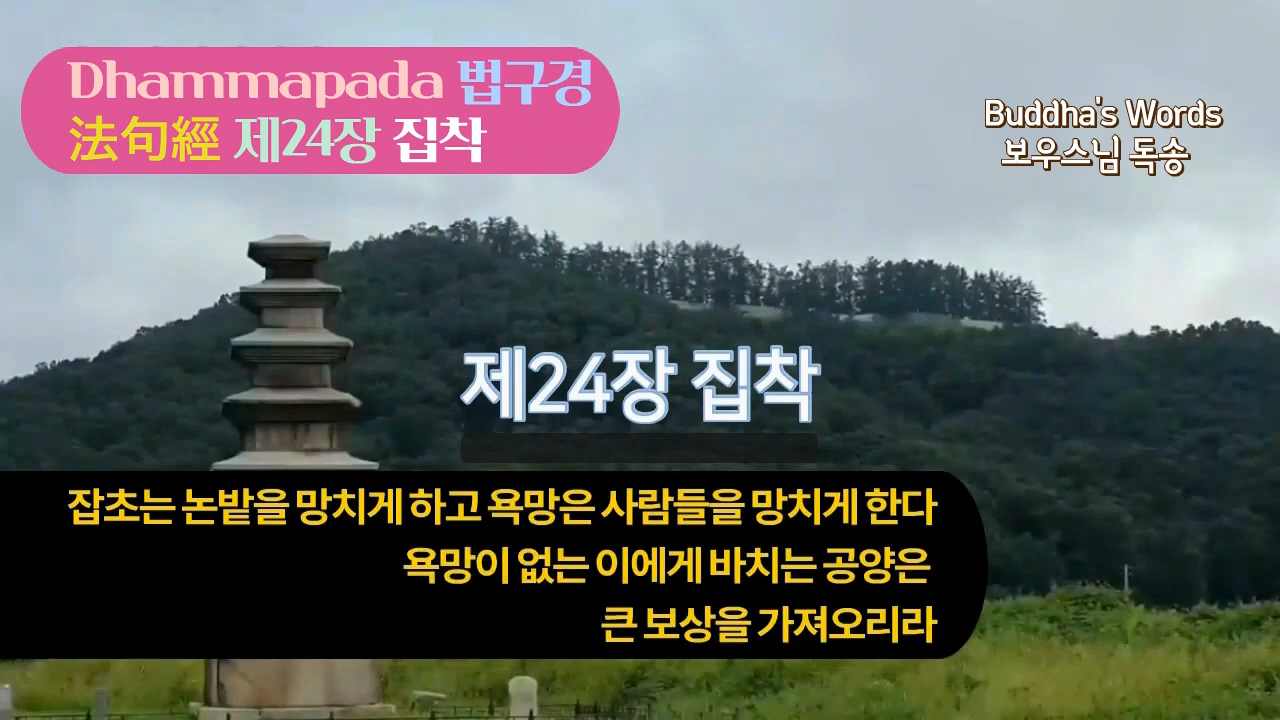 Dhammapada 법구경
法句經 제24장 집착
Buddha's Words
보우스님 독송
제24장 집착
잡초는 논밭을 망치게 하고 욕망은 사람들을 망치게 한다
욕망이 없는 이에게 바치는 공양은
큰 보상을 가져오리라